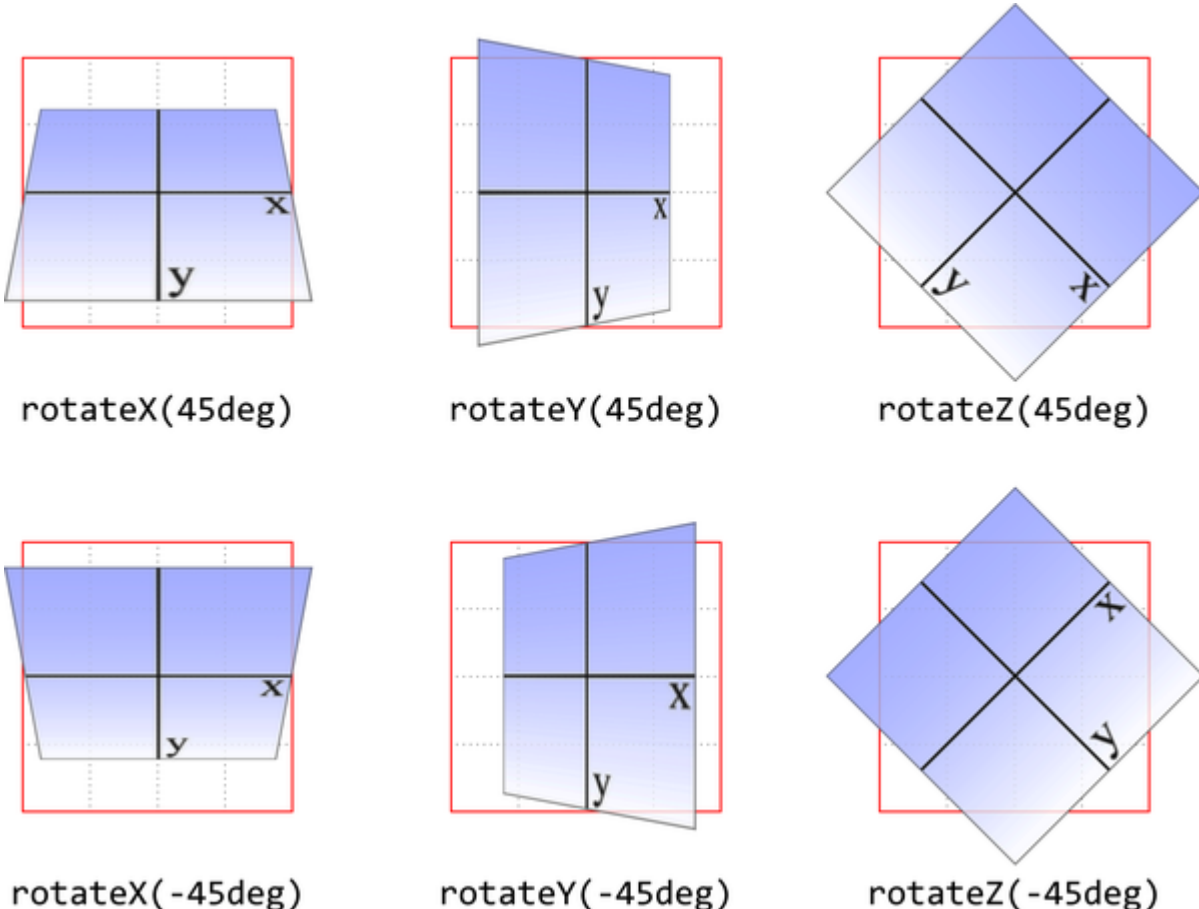 x
y
x
y
y
x
rotateX(45deg)
rotateY(45deg)
rotateZ(45deg)
x
y
x
y
x
y
rotateX(-45deg)
rotateY(-45deg)
rotateZ(-45deg)